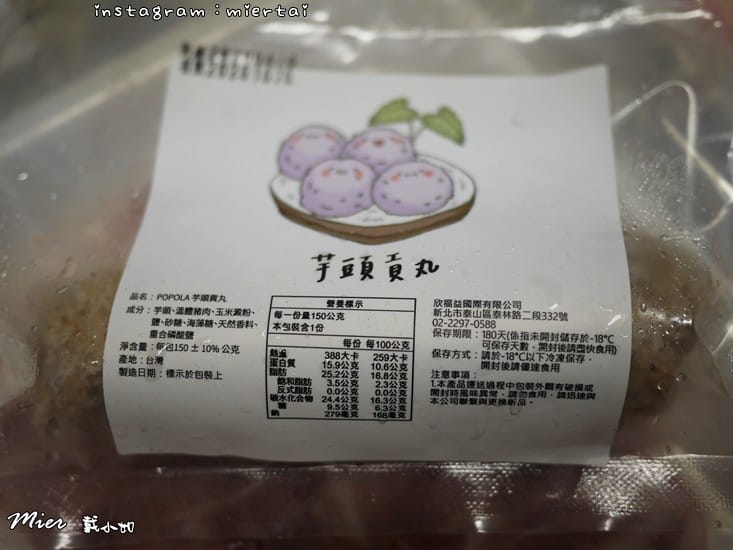 instagram：miertai
芋頭貢丸
品名：POPOLA 芋頭貢丸
成分：芋頭、溫體豬肉、玉米澱粉、
鹽、砂糖、海藻糖、天然香料、
重合磷酸鹽
淨含量：每包150 ± 10% 公克
產地：台灣
製造日期：標示於包裝上
營養標示
每一份量150公克
本包裝含1份
每份 每100公克
熱量 388大卡 259大卡
蛋白質 15.9公克 10.6公克
脂肪 25.2公克 16.8公克
飽和脂肪 3.5公克 2.3公克
反式脂肪 0.0公克 0.0公克
碳水化合物 24.4公克 16.3公克
糖 9.5公克 6.3公克
鈉 279毫克 168毫克
欣福益國際有限公司
新北市泰山區泰林路二段332號
02-2297-0588
保存期限：180天(係指未開封儲存於-18°C
可保存天數，開封後請盡快食用)
保存方式：請於-18°C以下冷凍保存，
開封後請儘速食用
注意事項：
1.本產品運送過程中包裝外觀有破損或
開封時風味異常，請勿食用，請迅速與
本公司聯繫與更換新品。
Mier 戴小如